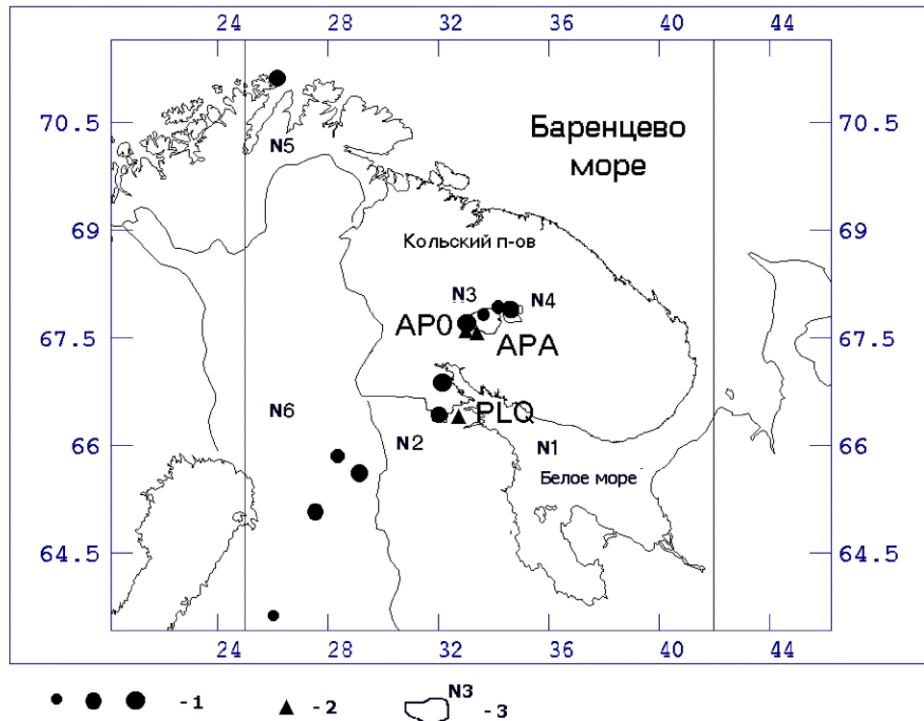 24 28 32 36 40 44
70.5 Баренцево 70.5
море
N5
69 69
Кольский п-ов
N3 N4
AP0
67.5 APA 67.5
N6 PLQ
N2 N1
66 66
Белое море
64.5 64.5
24 28 32 36 40 44
-1 -2 N3 -3